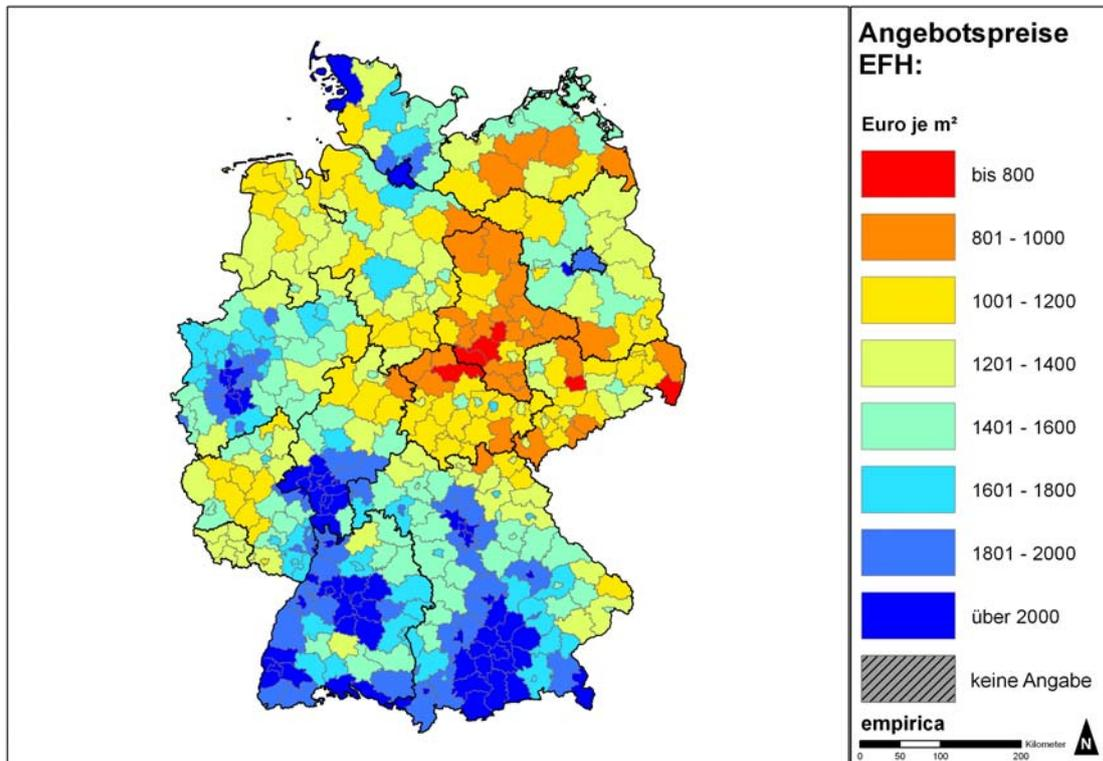 Angebotspreise
EFH:
Euro je m²
bis 800
801 - 1000
1001 - 1200
1201 - 1400
1401 - 1600
1601 - 1800
1801 - 2000
über 2000
keine Angabe
empirica
Kilometer
0 50 100 200
N